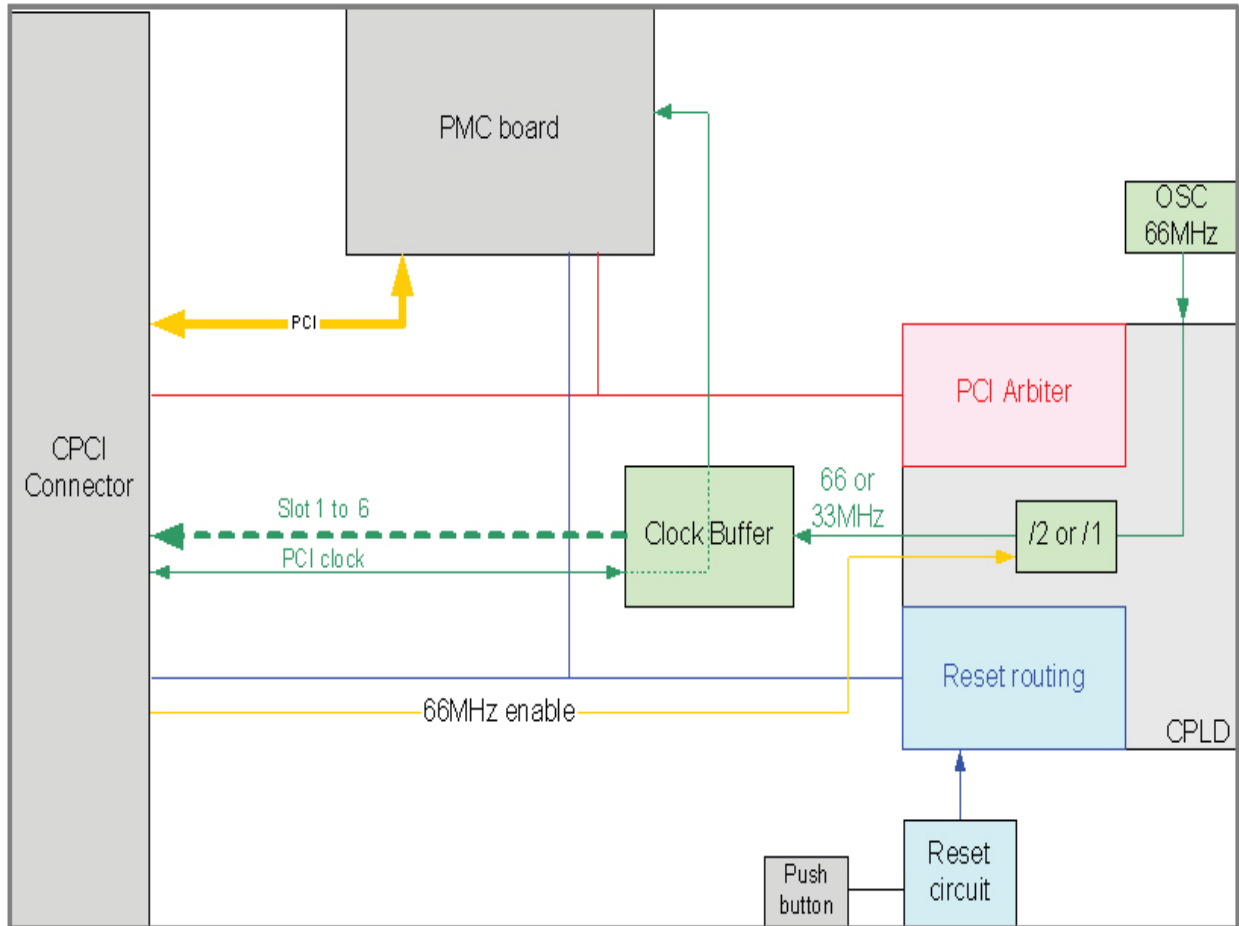 PMC board
OSC
66MHz
PCI
PCI Arbiter
CPCI
Connector
66 or
33MHz
Slot 1 to 6
Clock Buffer
/2 or /1
PCI clock
Reset routing
66MHz enable
CPLD
Reset
circuit
Push
button